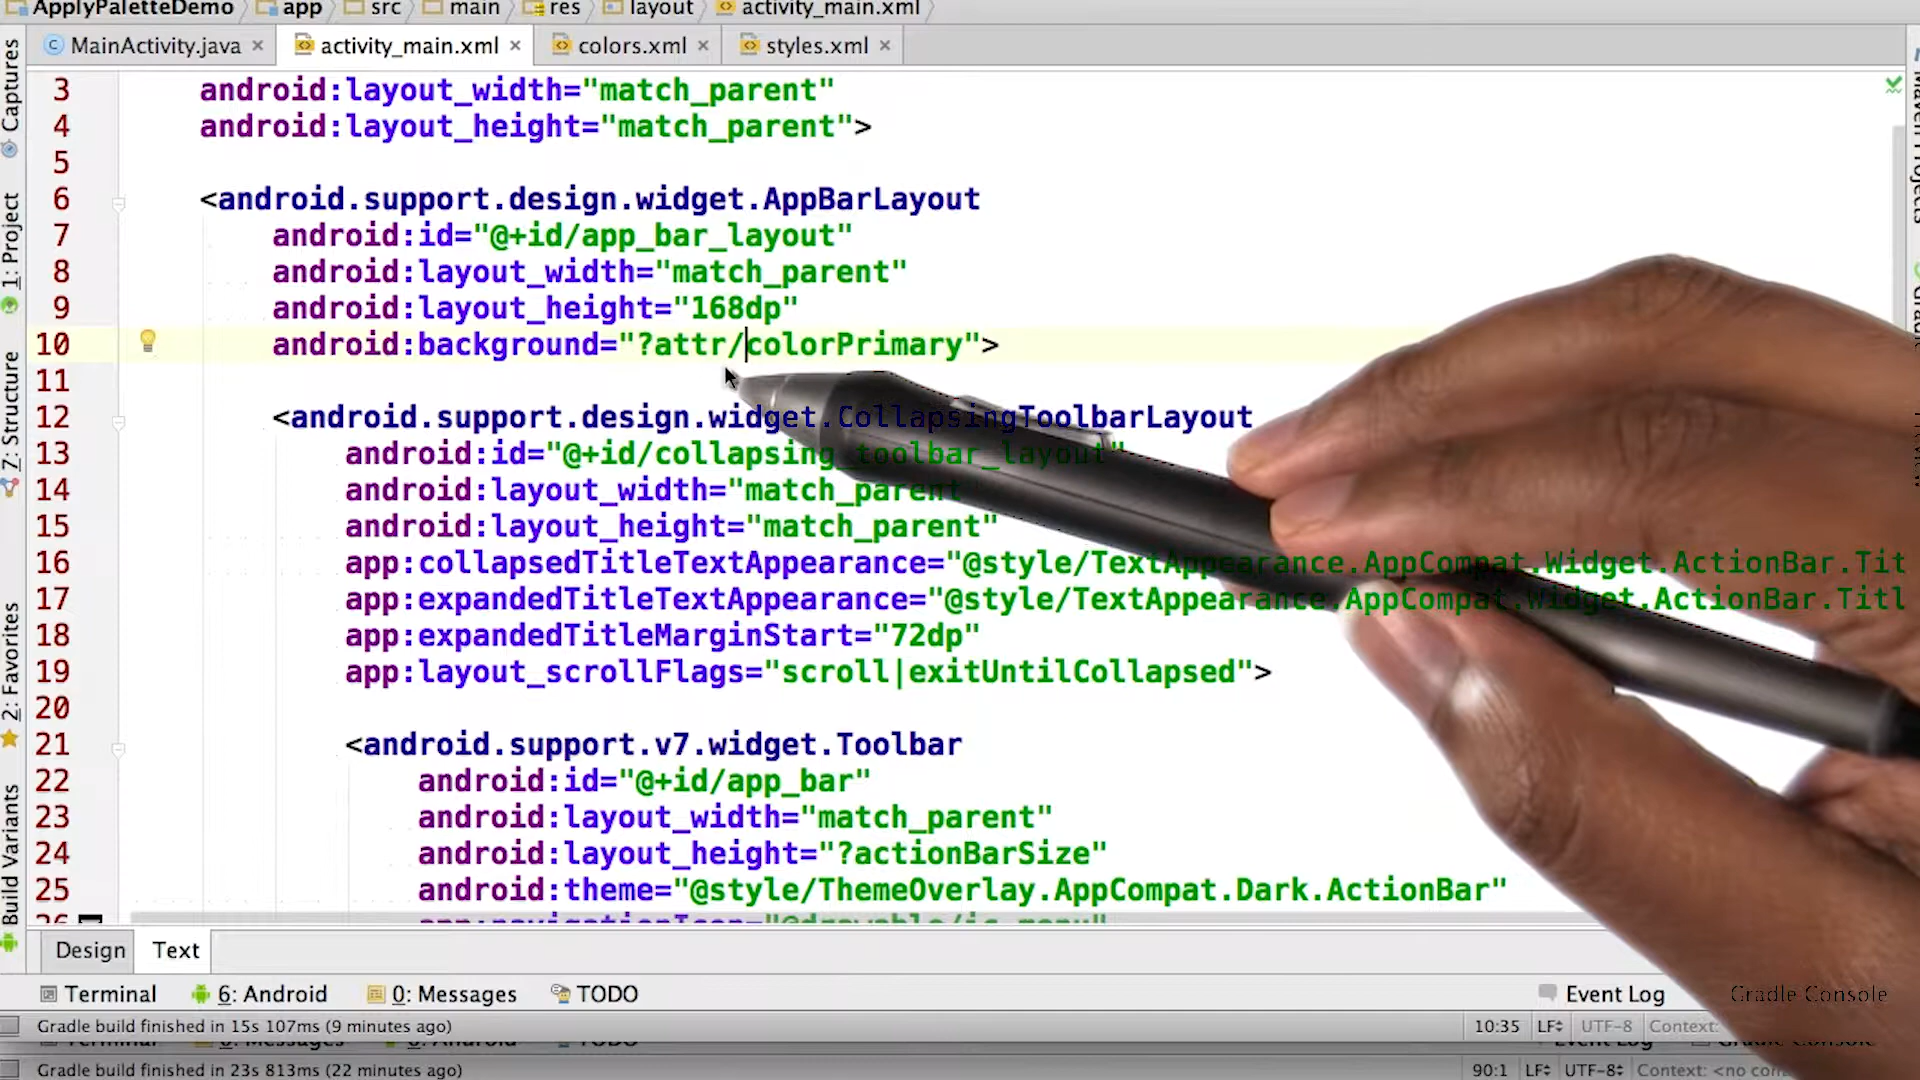 ApplyPaletteDemo app src main res layout activity_main.xml
MainActivity.java activity_main.xml colors.xml styles.xml
Captures
1: Project
7: Structure
2: Favorites
Build Variants
3 android:layout_width="match_parent"
4 android:layout_height="match_parent">
5
6 <android.support.design.widget.AppBarLayout
7 android:id="@+id/app_bar_layout"
8 android:layout_width="match_parent"
9 android:layout_height="168dp"
10 android:background="?attr/colorPrimary">
11
12 <android.support.design.widget.CollapsingToolbarLayout
13 android:id="@+id/collapsing_toolbar_layout"
14 android:layout_width="match_parent
15 android:layout_height="match_parent"
16 app:collapsedTitleTextAppearance="@style/TextAppearance.AppCompat.Widget.ActionBar.Tit
17 app:expandedTitleTextAppearance="@style/TextAppearance.AppCompat.Widget.ActionBar.Titl
18 app:expandedTitleMarginStart="72dp"
19 app:layout_scrollFlags="scroll|exitUntilCollapsed">
20
21 <android.support.v7.widget.Toolbar
22 android:id="@+id/app_bar"
23 android:layout_width="match_parent"
24 android:layout_height="?actionBarSize"
25 android:theme="@style/ThemeOverlay.AppCompat.Dark.ActionBar"
26 app:navigationIcon="@drawable/ic_menu"
Design Text
Terminal 6: Android 0: Messages TODO Event Log Gradle Console
Gradle build finished in 15s 107ms (9 minutes ago) 10:35 LF UTF-8 Context:
Gradle build finished in 23s 813ms (22 minutes ago) 90:1 LF UTF-8 Context: <no con